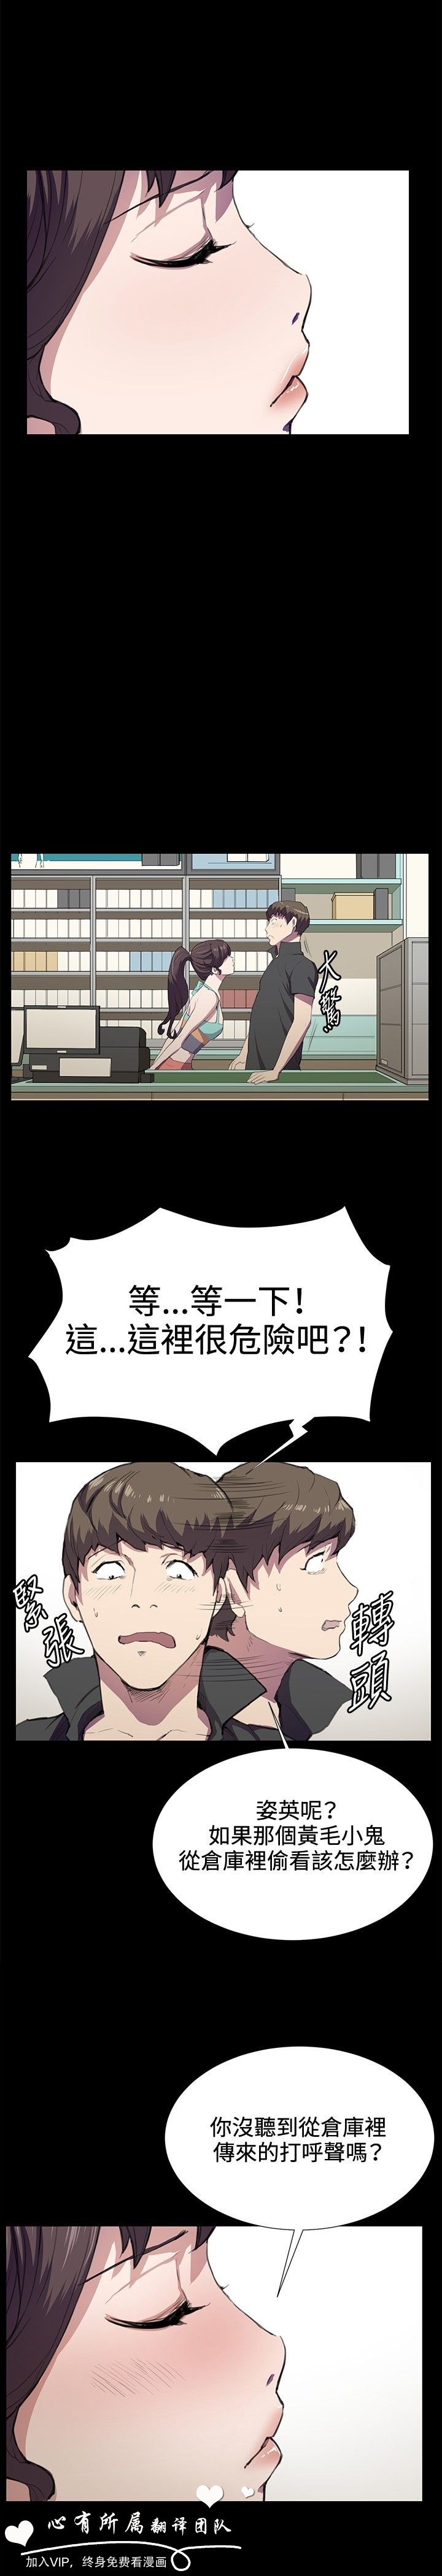 大驚
等...等一下!
這...這裡很危險吧?!
緊張
轉頭
姿英呢?
如果那個黃毛小鬼
從倉庫裡偷看該怎麼辦?
你沒聽到從倉庫裡
傳來的打呼聲嗎?
心有所属翻译团队
加入VIP，终身免费看漫画